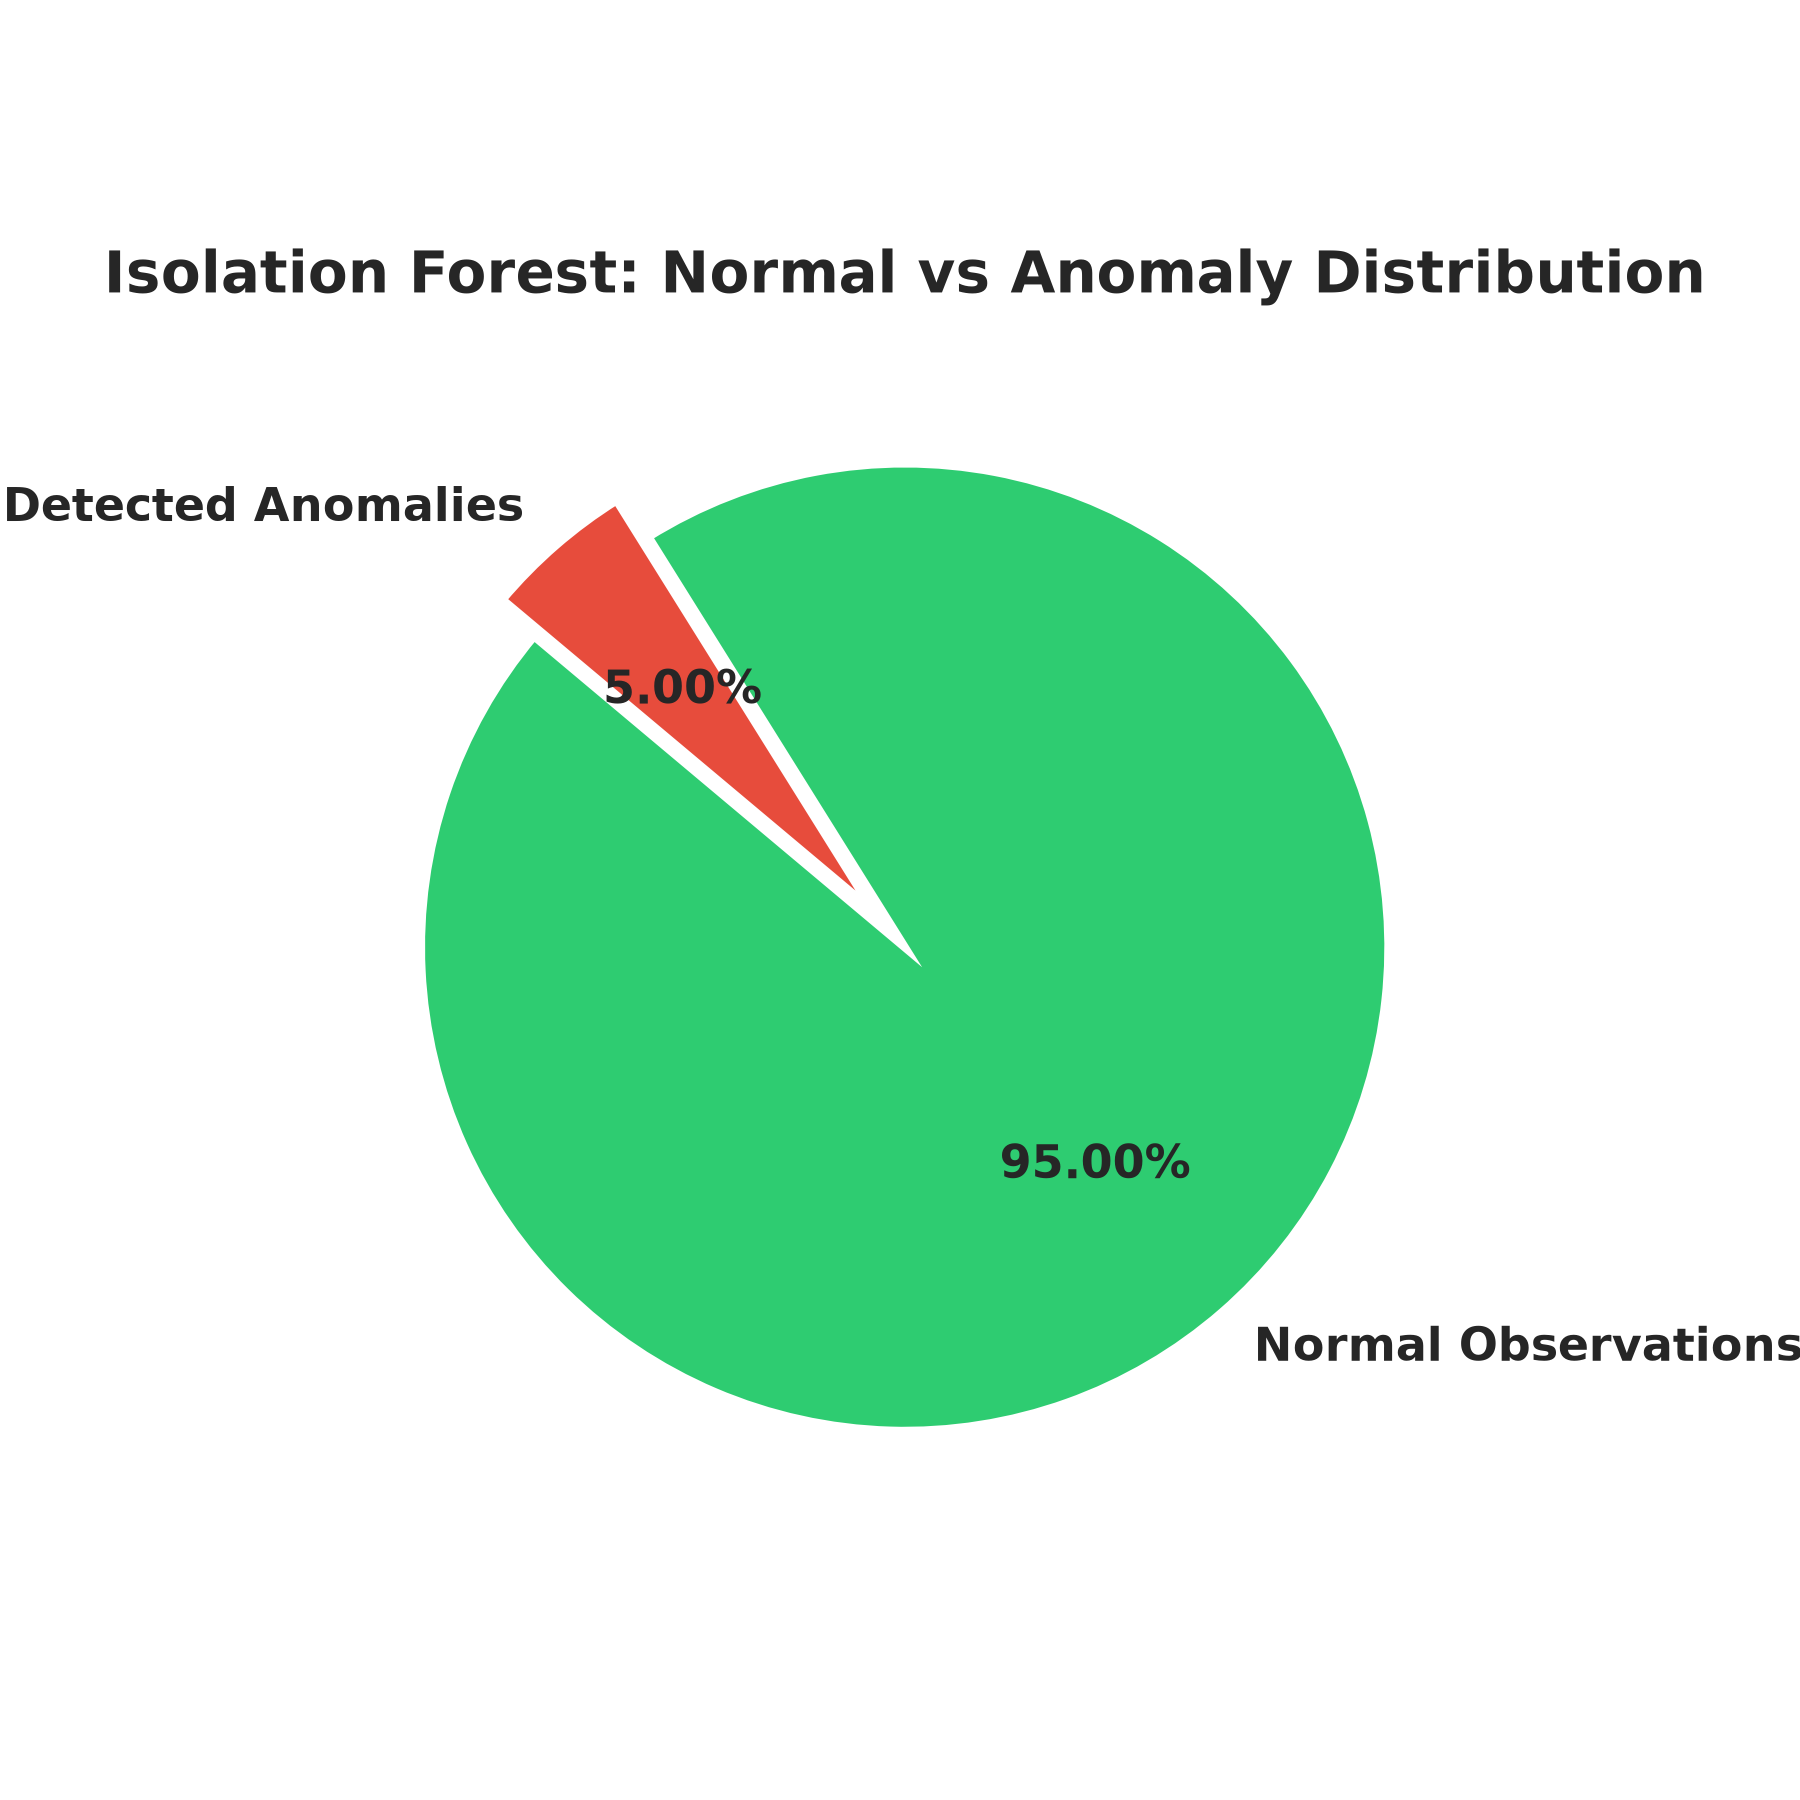 Isolation Forest: Normal vs Anomaly Distribution
Detected Anomalies
5.00%
95.00%
Normal Observations